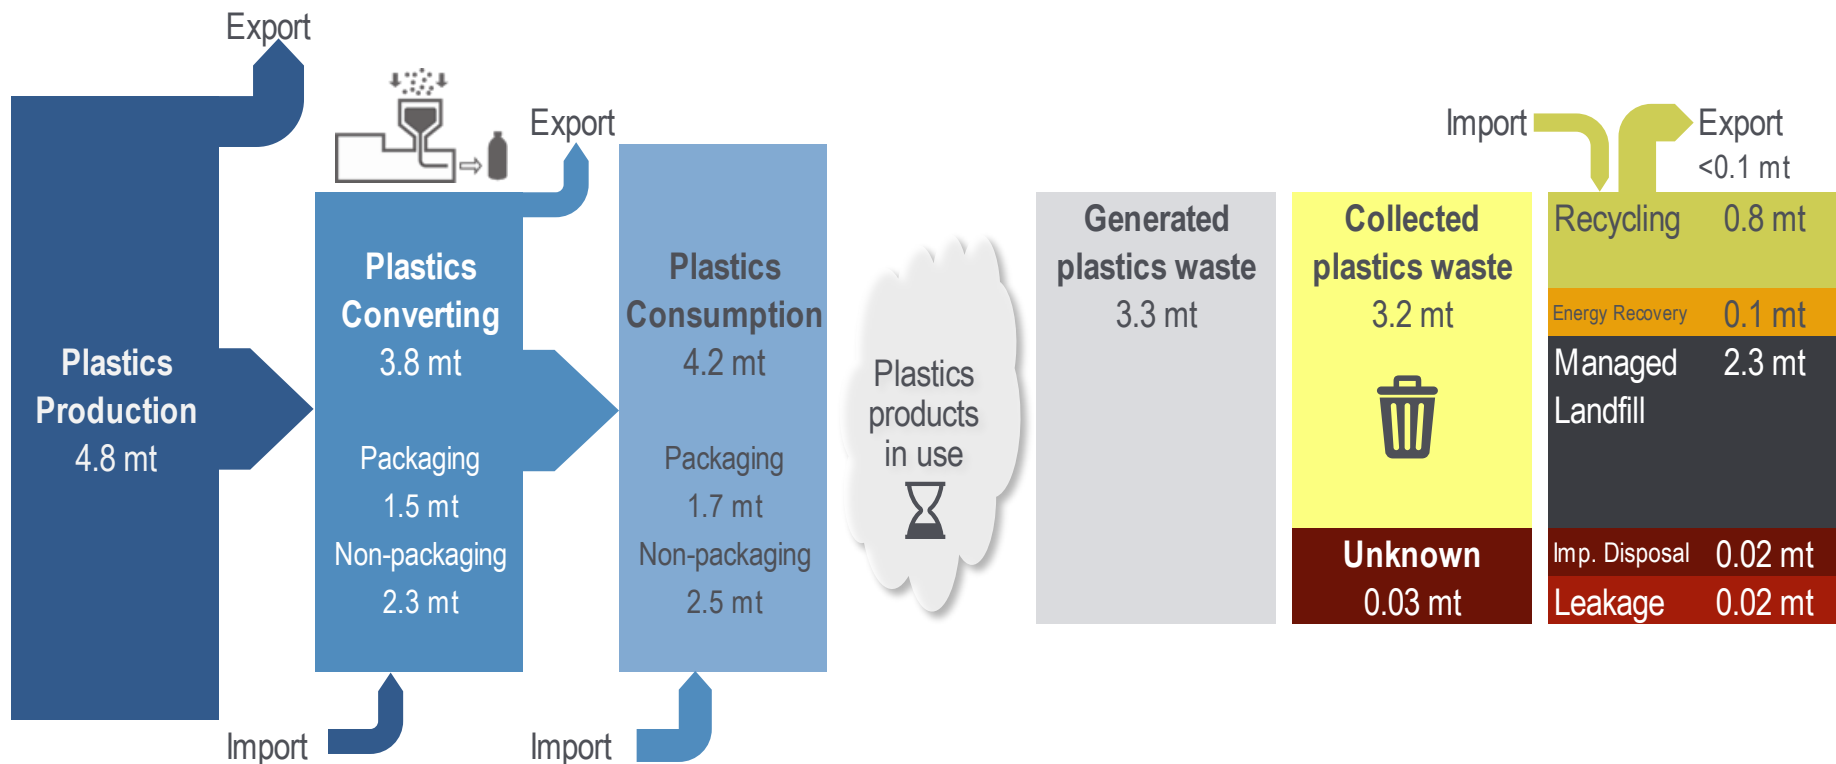 Export
Plastics
Production
4.8 mt
Plastics
Converting
3.8 mt
Packaging
1.5 mt
Non-packaging
2.3 mt
Import
Export
Plastics
Consumption
4.2 mt
Packaging
1.7 mt
Non-packaging
2.5 mt
Import
Plastics
products
in use
Generated
plastics waste
3.3 mt
Collected
plastics waste
3.2 mt
Unknown
0.03 mt
Import
Export
<0.1 mt
Recycling 0.8 mt
Energy Recovery 0.1 mt
Managed 2.3 mt
Landfill
Imp. Disposal 0.02 mt
Leakage 0.02 mt